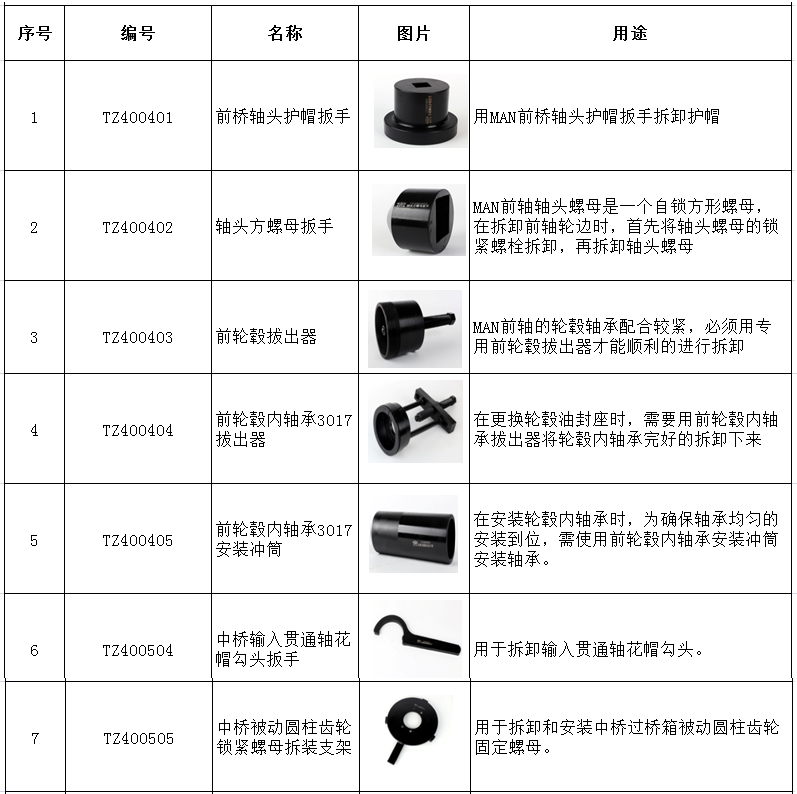 序号 编号 名称 图片 用途
1 TZ400401 前桥轴头护帽扳手 用MAN前桥轴头护帽扳手拆卸护帽
2 TZ400402 轴头方螺母扳手 MAN前轴轴头螺母是一个自锁方形螺母，
在拆卸前轴轮边时，首先将轴头螺母的锁
紧螺栓拆卸，再拆卸轴头螺母
3 TZ400403 前轮毂拔出器 MAN前轴的轮毂轴承配合较紧，必须用专
用前轮毂拔出器才能顺利的进行拆卸
4 TZ400404 前轮毂内轴承3017
拔出器
在更换轮毂油封座时，需要用前轮毂内轴
承拔出器将轮毂内轴承完好的拆卸下来
5 TZ400405 前轮毂内轴承3017
安装冲筒
在安装轮毂内轴承时，为确保轴承均匀的
安装到位，需使用前轮毂内轴承安装冲筒
安装轴承。
6 TZ400504 中桥输入贯通轴花
帽勾头扳手
用于拆卸输入贯通轴花帽勾头。
7 TZ400505 中桥被动圆柱齿轮
锁紧螺母拆装支架
用于拆卸和安装中桥过桥箱被动圆柱齿轮
固定螺母。